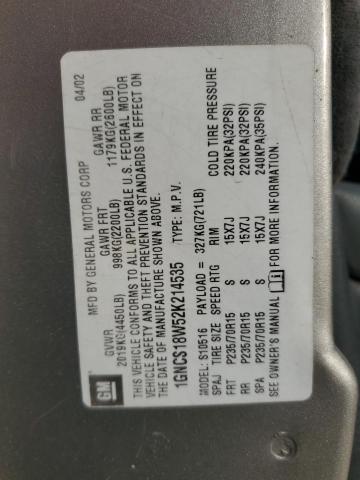 GM
MFD BY GENERAL MOTORS CORP 04/02
GVWR GAWR FRT GAWR RR
2019KG(4450LB) 998KG(2200LB) 1179KG(2600LB)
THIS VEHICLE CONFORMS TO ALL APPLICABLE U.S. FEDERAL MOTOR
VEHICLE SAFETY AND THEFT PREVENTION STANDARDS IN EFFECT ON
THE DATE OF MANUFACTURE SHOWN ABOVE.
1GNCS18W52K214535 TYPE: M.P.V.
MODEL: S10516 PAYLOAD = 327KG(721LB)
SPAJ TIRE SIZE SPEED RTG RIM COLD TIRE PRESSURE
FRT P235/70R15 S 15X7J 220KPA(32PSI)
RR P235/70R15 S 15X7J 220KPA(32PSI)
SPA P235/70R15 S 15X7J 240KPA(35PSI)
SEE OWNER'S MANUAL FOR MORE INFORMATION.